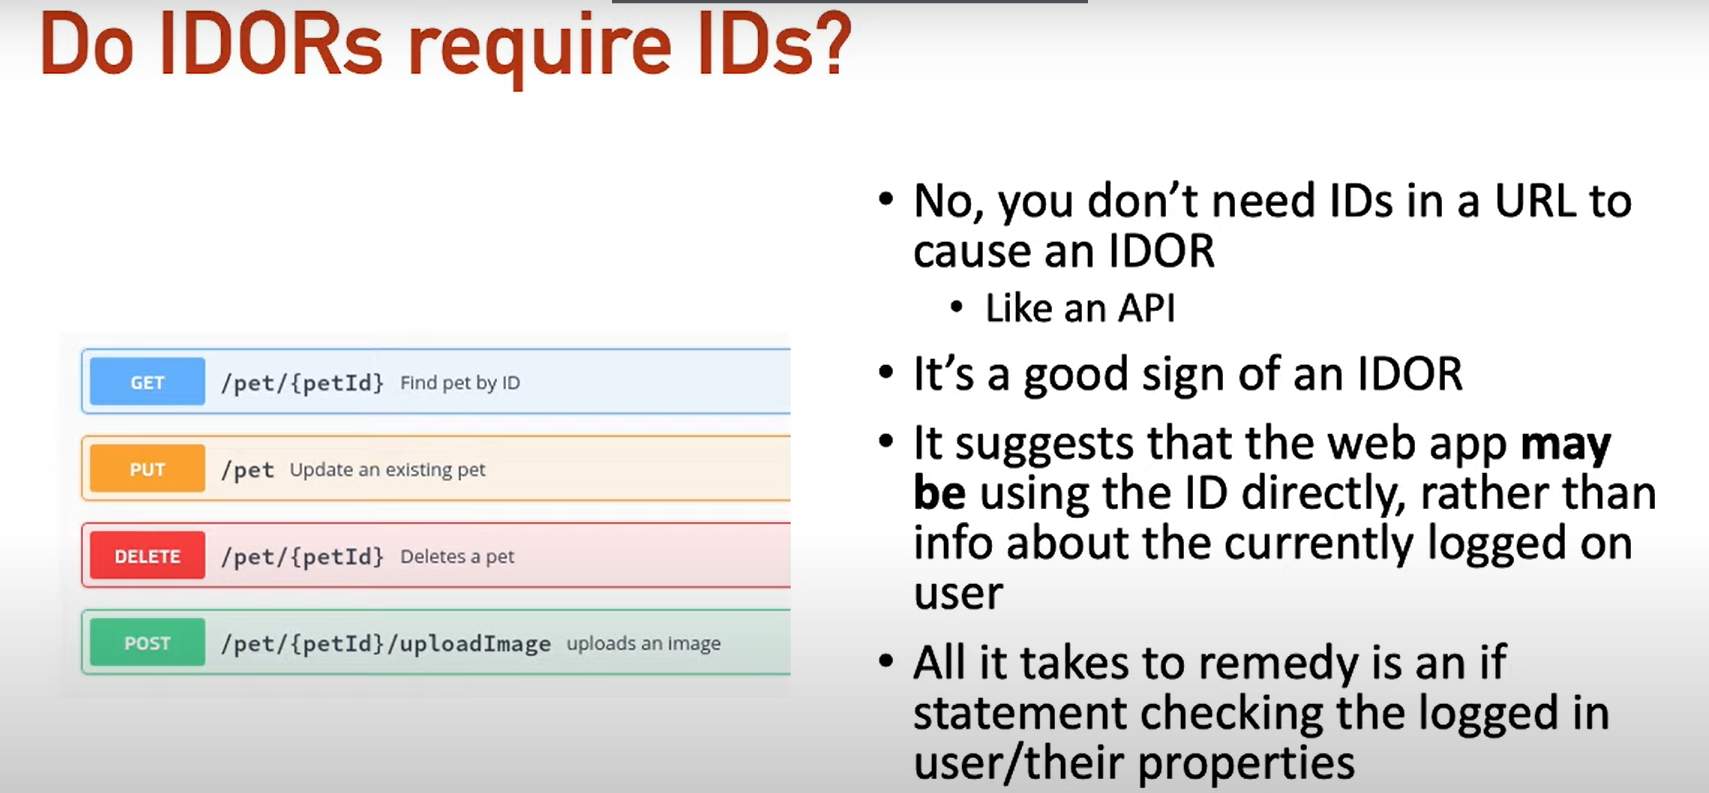 Do IDORs require IDs?
GET /pet/{petId} Find pet by ID
PUT /pet Update an existing pet
DELETE /pet/{petId} Deletes a pet
POST /pet/{petId}/uploadImage uploads an image
• No, you don’t need IDs in a URL to
cause an IDOR
• Like an API
• It’s a good sign of an IDOR
• It suggests that the web app may
be using the ID directly, rather than
info about the currently logged on
user
• All it takes to remedy is an if
statement checking the logged in
user/their properties